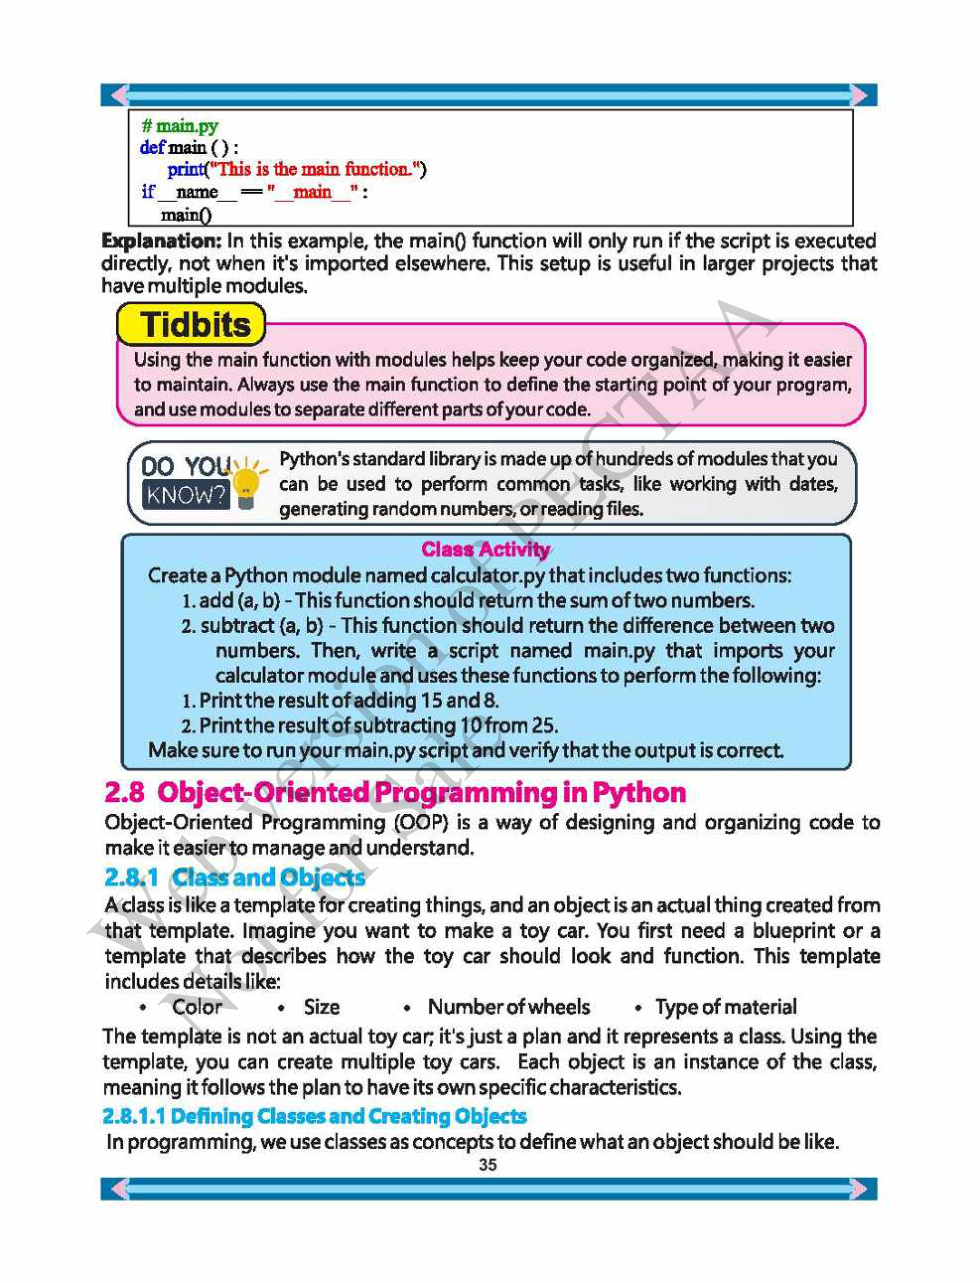 # main.py
def main ( ) :
print("This is the main function.")
if __name__ == "__main__" :
main()
Explanation: In this example, the main() function will only run if the script is executed
directly, not when it's imported elsewhere. This setup is useful in larger projects that
have multiple modules.
Tidbits
Using the main function with modules helps keep your code organized, making it easier
to maintain. Always use the main function to define the starting point of your program,
and use modules to separate different parts of your code.
DO YOU
KNOW?
Python's standard library is made up of hundreds of modules that you
can be used to perform common tasks, like working with dates,
generating random numbers, or reading files.
Class Activity
Create a Python module named calculator.py that includes two functions:
1. add (a, b) - This function should return the sum of two numbers.
2. subtract (a, b) - This function should return the difference between two
numbers. Then, write a script named main.py that imports your
calculator module and uses these functions to perform the following:
1. Print the result of adding 15 and 8.
2. Print the result of subtracting 10 from 25.
Make sure to run your main.py script and verify that the output is correct.
2.8 Object-Oriented Programming in Python
Object-Oriented Programming (OOP) is a way of designing and organizing code to
make it easier to manage and understand.
2.8.1 Class and Objects
A class is like a template for creating things, and an object is an actual thing created from
that template. Imagine you want to make a toy car. You first need a blueprint or a
template that describes how the toy car should look and function. This template
includes details like:
• Color • Size • Number of wheels • Type of material
The template is not an actual toy car; it's just a plan and it represents a class. Using the
template, you can create multiple toy cars. Each object is an instance of the class,
meaning it follows the plan to have its own specific characteristics.
2.8.1.1 Defining Classes and Creating Objects
In programming, we use classes as concepts to define what an object should be like.
35
Web version of PECTAA
Not for Sale